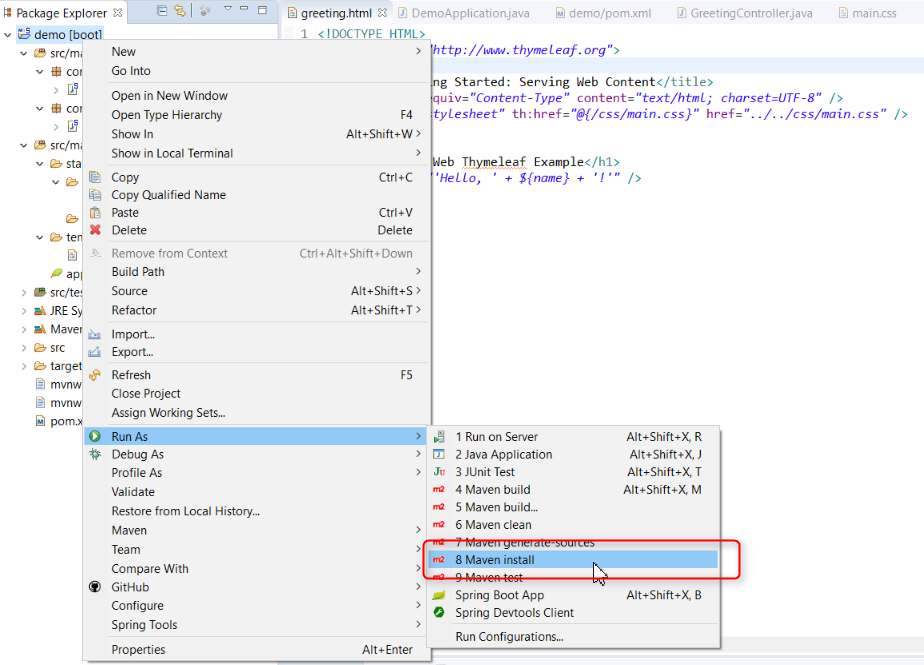 Package Explorer
greeting.html DemoApplication.java demo/pom.xml GreetingController.java main.css
demo [boot]
1 <!DOCTYPE HTML>
"http://www.thymeleaf.org">
ng Started: Serving Web Content</title>
equiv="Content-Type" content="text/html; charset=UTF-8" />
stylesheet" th:href="@{/css/main.css}" href="../../css/main.css" />
Web Thymeleaf Example</h1>
"'Hello, ' + ${name} + '!'" />
src/ma
com
com
src/ma
sta
tem
app
src/tes
JRE Sy
Maven
src
target
mvnw
mvnw
pom.x
New
Go Into
Open in New Window
Open Type Hierarchy F4
Show In Alt+Shift+W
Show in Local Terminal
Copy Ctrl+C
Copy Qualified Name
Paste Ctrl+V
Delete Delete
Remove from Context Ctrl+Alt+Shift+Down
Build Path
Source Alt+Shift+S
Refactor Alt+Shift+T
Import...
Export...
Refresh F5
Close Project
Assign Working Sets...
Run As
Debug As
Profile As
Validate
Restore from Local History...
Maven
Team
Compare With
GitHub
Configure
Spring Tools
Properties Alt+Enter
1 Run on Server Alt+Shift+X, R
2 Java Application Alt+Shift+X, J
Ju 3 JUnit Test Alt+Shift+X, T
m2 4 Maven build Alt+Shift+X, M
m2 5 Maven build...
m2 6 Maven clean
m2 7 Maven generate-sources
m2 8 Maven install
m2 9 Maven test
Spring Boot App Alt+Shift+X, B
Spring Devtools Client
Run Configurations...